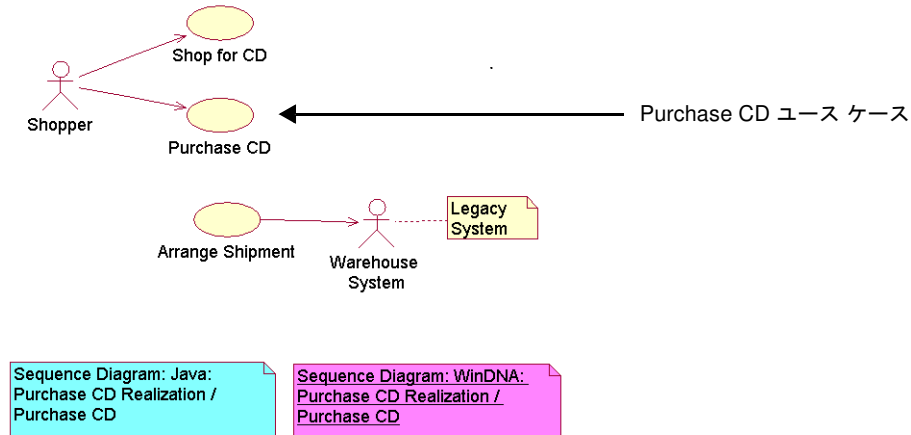 Shop for CD
Shopper
Purchase CD ユース ケース
Purchase CD
Legacy
System
Arrange Shipment
Warehouse
System
Sequence Diagram: Java:
Purchase CD Realization /
Purchase CD
Sequence Diagram: WinDNA:
Purchase CD Realization /
Purchase CD